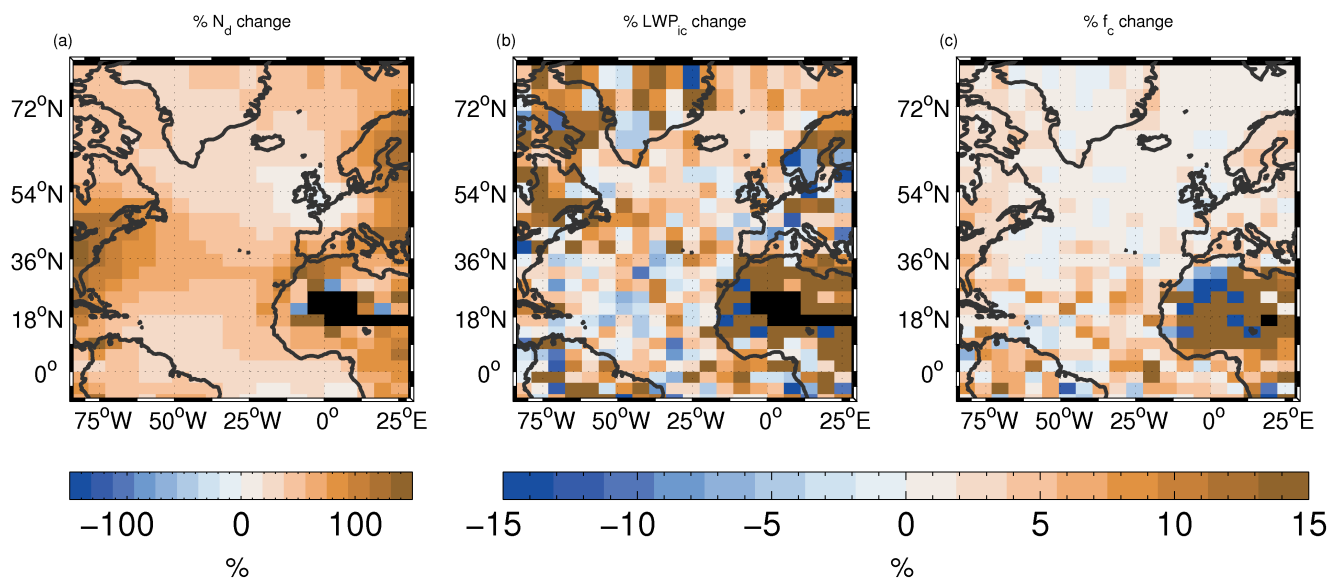 % N_d change
% LWP_ic change
% f_c change
(a)
(b)
(c)
72°N
54°N
36°N
18°N
0°
72°N
54°N
36°N
18°N
0°
72°N
54°N
36°N
18°N
0°
75°W 50°W 25°W 0° 25°E
75°W 50°W 25°W 0° 25°E
75°W 50°W 25°W 0° 25°E
−100 0 100
%
−15 −10 −5 0 5 10 15
%